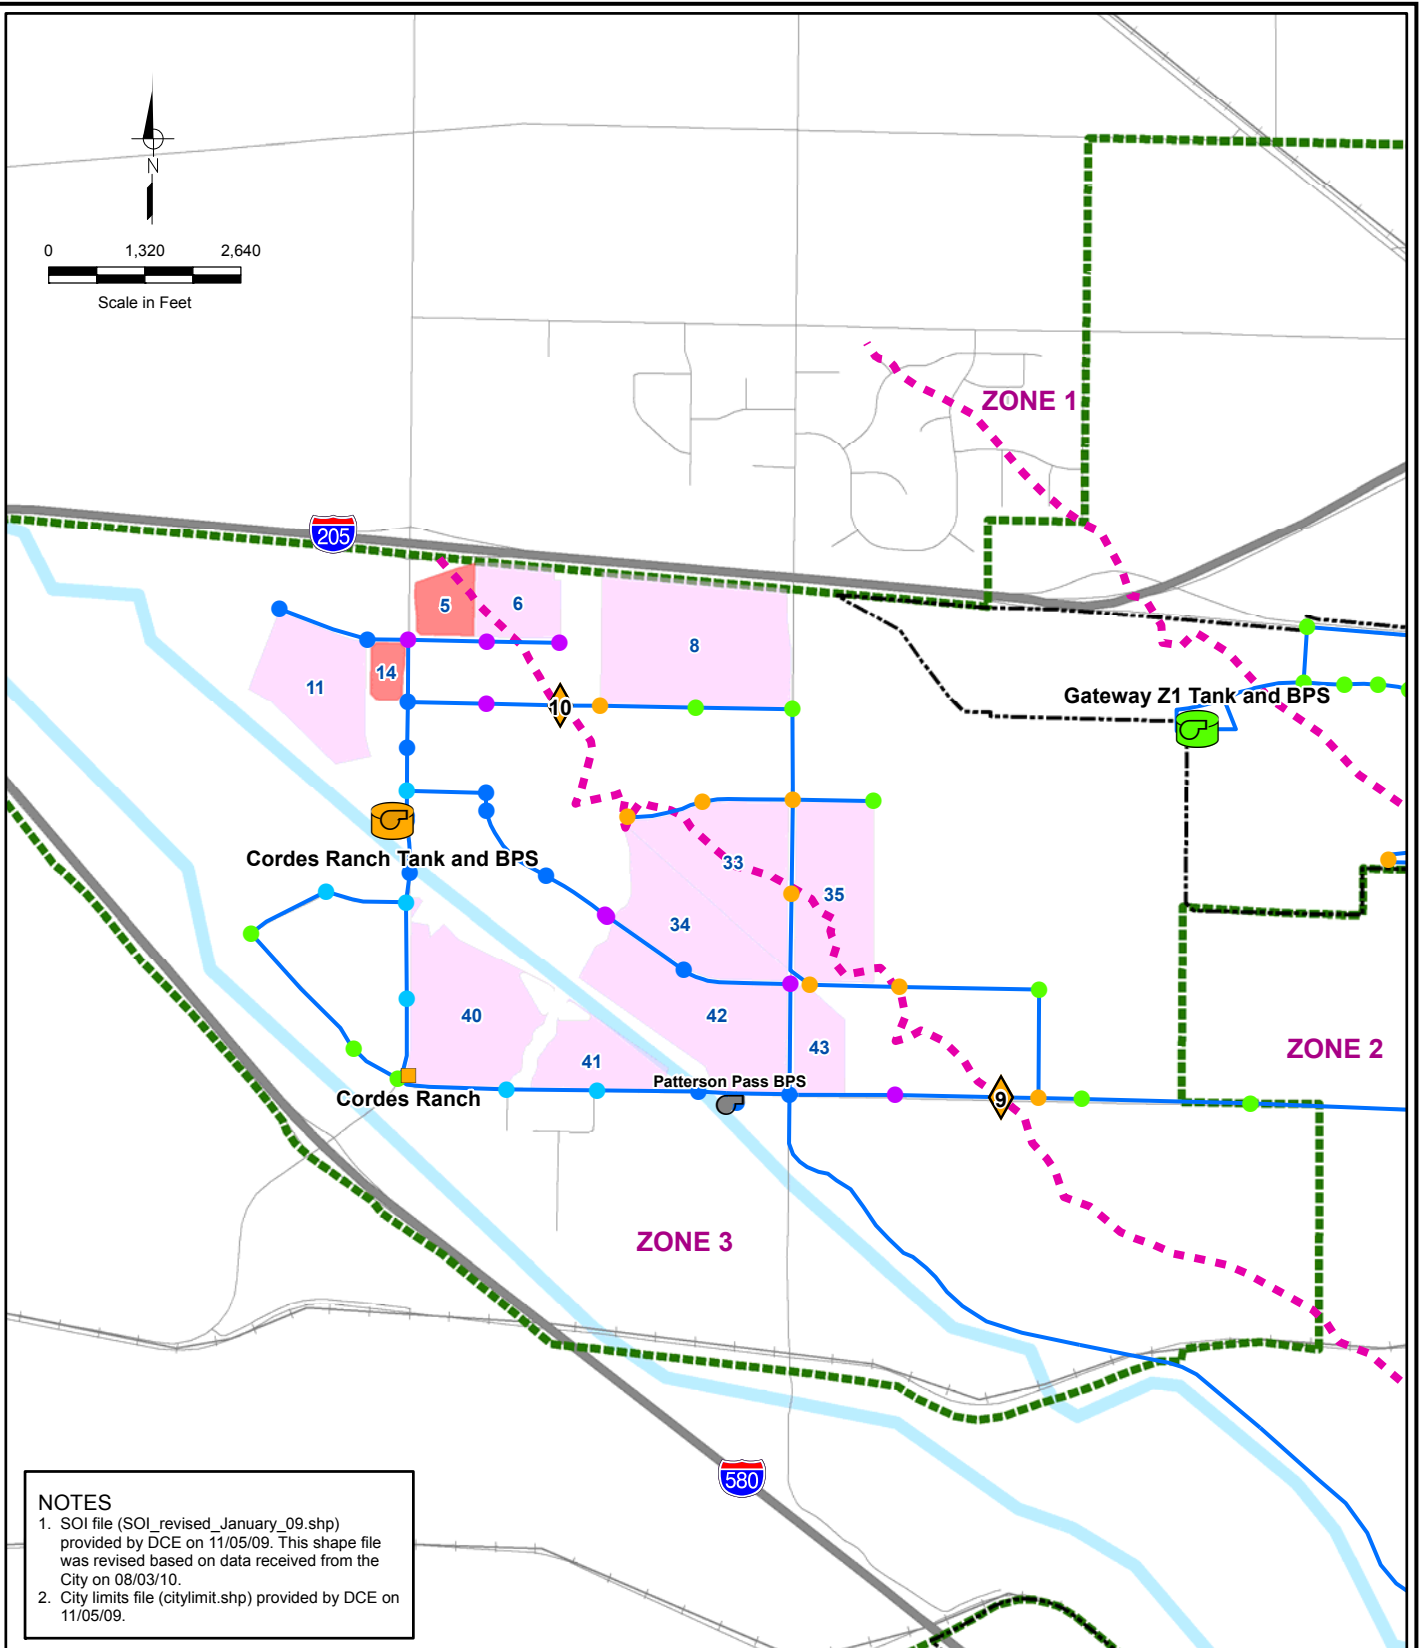 N
0 1,320 2,640
Scale in Feet
ZONE 1
205
5
6
8
14
11
10
Gateway Z1 Tank and BPS
Cordes Ranch Tank and BPS
33
35
34
40
42
41
43
Patterson Pass BPS
Cordes Ranch
9
ZONE 2
ZONE 3
580
NOTES
1. SOI file (SOI_revised_January_09.shp)
provided by DCE on 11/05/09. This shape file
was revised based on data received from the
City on 08/03/10.
2. City limits file (citylimit.shp) provided by DCE on
11/05/09.